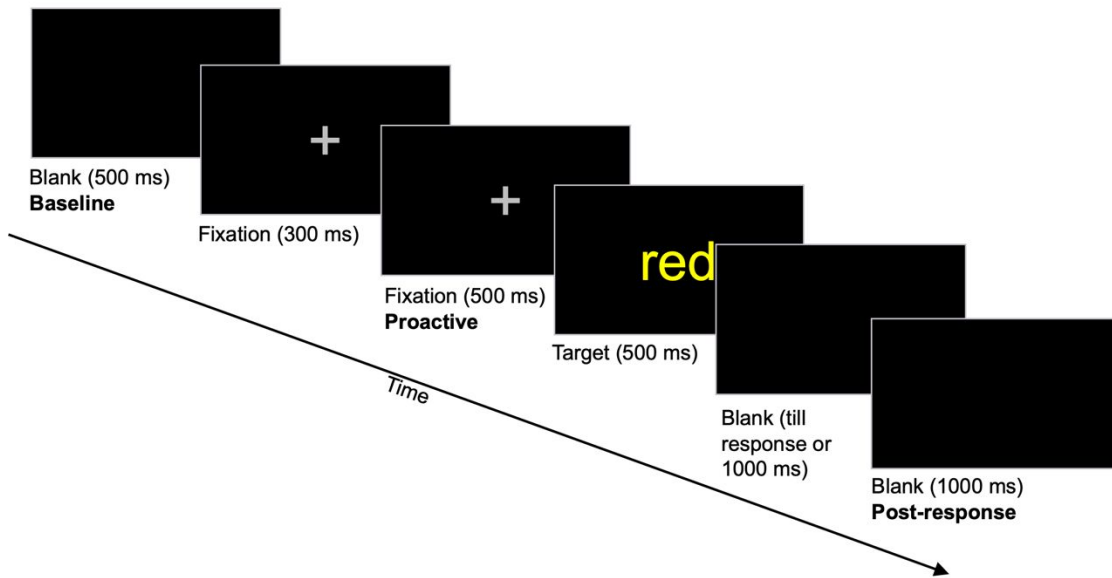 Blank (500 ms)
Baseline
Fixation (300 ms)
Fixation (500 ms)
Proactive
red
Target (500 ms)
Time
Blank (till
response or
1000 ms)
Blank (1000 ms)
Post-response